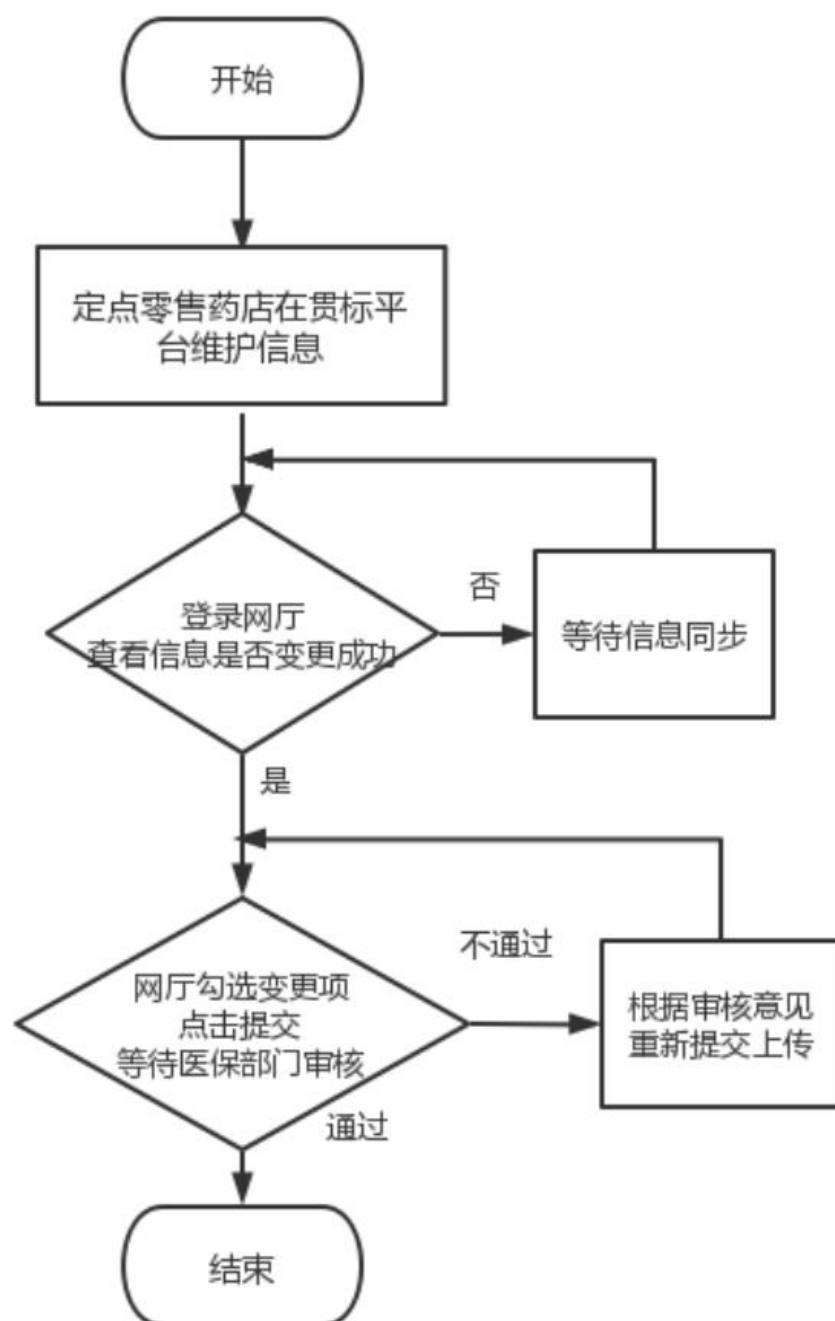 开始
定点零售药店在贯标平
台维护信息
登录网厅
查看信息是否变更成功
否
等待信息同步
是
网厅勾选变更项
点击提交
等待医保部门审核
不通过
根据审核意见
重新提交上传
通过
结束